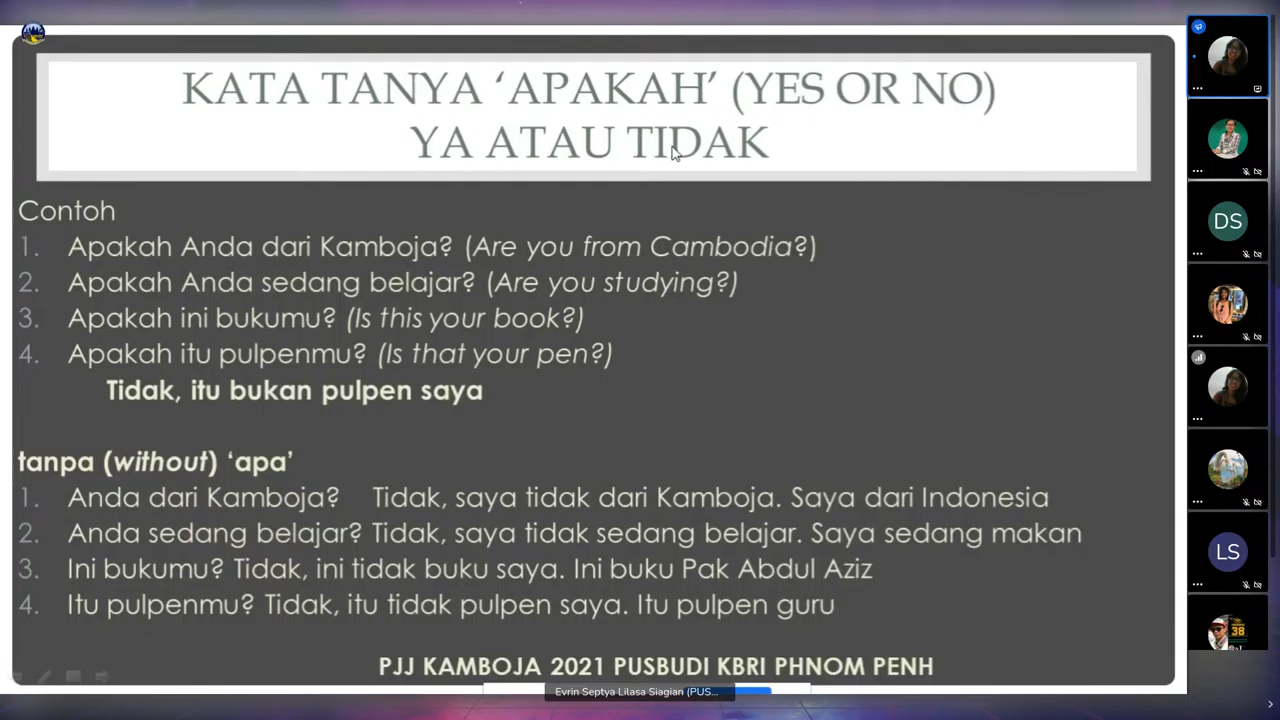 KATA TANYA ‘APAKAH’ (YES OR NO)
YA ATAU TIDAK
Contoh
1. Apakah Anda dari Kamboja? (Are you from Cambodia?)
2. Apakah Anda sedang belajar? (Are you studying?)
3. Apakah ini bukumu? (Is this your book?)
4. Apakah itu pulpenmu? (Is that your pen?)
Tidak, itu bukan pulpen saya
tanpa (without) ‘apa’
1. Anda dari Kamboja? Tidak, saya tidak dari Kamboja. Saya dari Indonesia
2. Anda sedang belajar? Tidak, saya tidak sedang belajar. Saya sedang makan
3. Ini bukumu? Tidak, ini tidak buku saya. Ini buku Pak Abdul Aziz
4. Itu pulpenmu? Tidak, itu tidak pulpen saya. Itu pulpen guru
PJJ KAMBOJA 2021 PUSBUDI KBRI PHNOM PENH
Evrin Septya Lilasa Siagian (PUS...
DS
LS
38